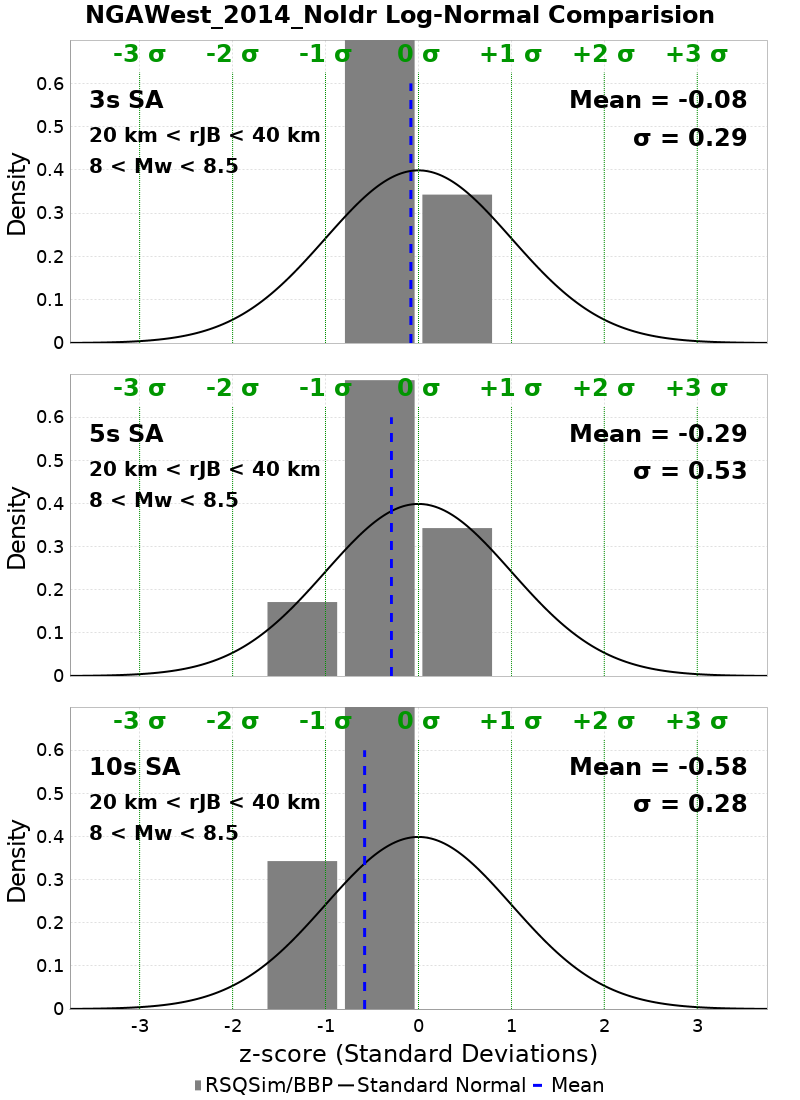 NGAWest_2014_NoIdr Log-Normal Comparision
-3 σ -2 σ -1 σ 0 σ +1 σ +2 σ +3 σ
3s SA
20 km < rJB < 40 km
8 < Mw < 8.5
Mean = -0.08
σ = 0.29
Density
0.6
0.5
0.4
0.3
0.2
0.1
0
-3 σ -2 σ -1 σ 0 σ +1 σ +2 σ +3 σ
5s SA
20 km < rJB < 40 km
8 < Mw < 8.5
Mean = -0.29
σ = 0.53
Density
0.6
0.5
0.4
0.3
0.2
0.1
0
-3 σ -2 σ -1 σ 0 σ +1 σ +2 σ +3 σ
10s SA
20 km < rJB < 40 km
8 < Mw < 8.5
Mean = -0.58
σ = 0.28
Density
0.6
0.5
0.4
0.3
0.2
0.1
0
-3 -2 -1 0 1 2 3
z-score (Standard Deviations)
RSQSim/BBP Standard Normal Mean